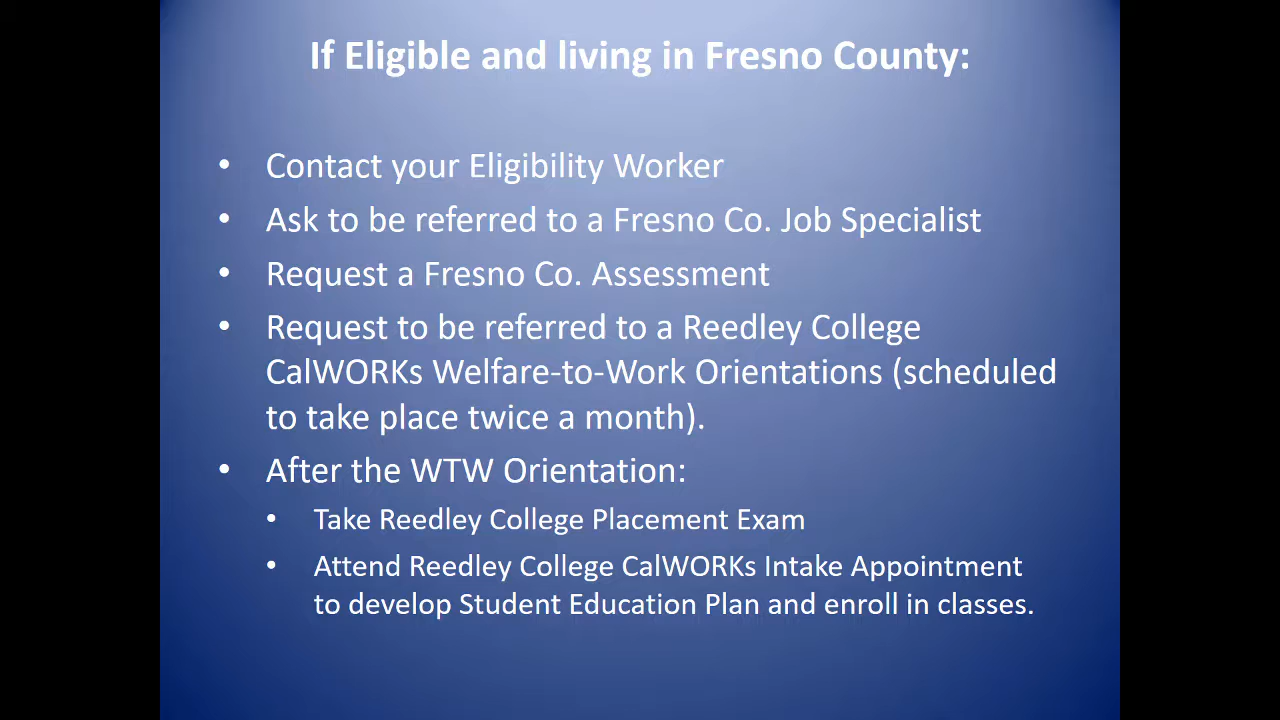 If Eligible and living in Fresno County:
• Contact your Eligibility Worker
• Ask to be referred to a Fresno Co. Job Specialist
• Request a Fresno Co. Assessment
• Request to be referred to a Reedley College
CalWORKs Welfare-to-Work Orientations (scheduled
to take place twice a month).
• After the WTW Orientation:
• Take Reedley College Placement Exam
• Attend Reedley College CalWORKs Intake Appointment
to develop Student Education Plan and enroll in classes.